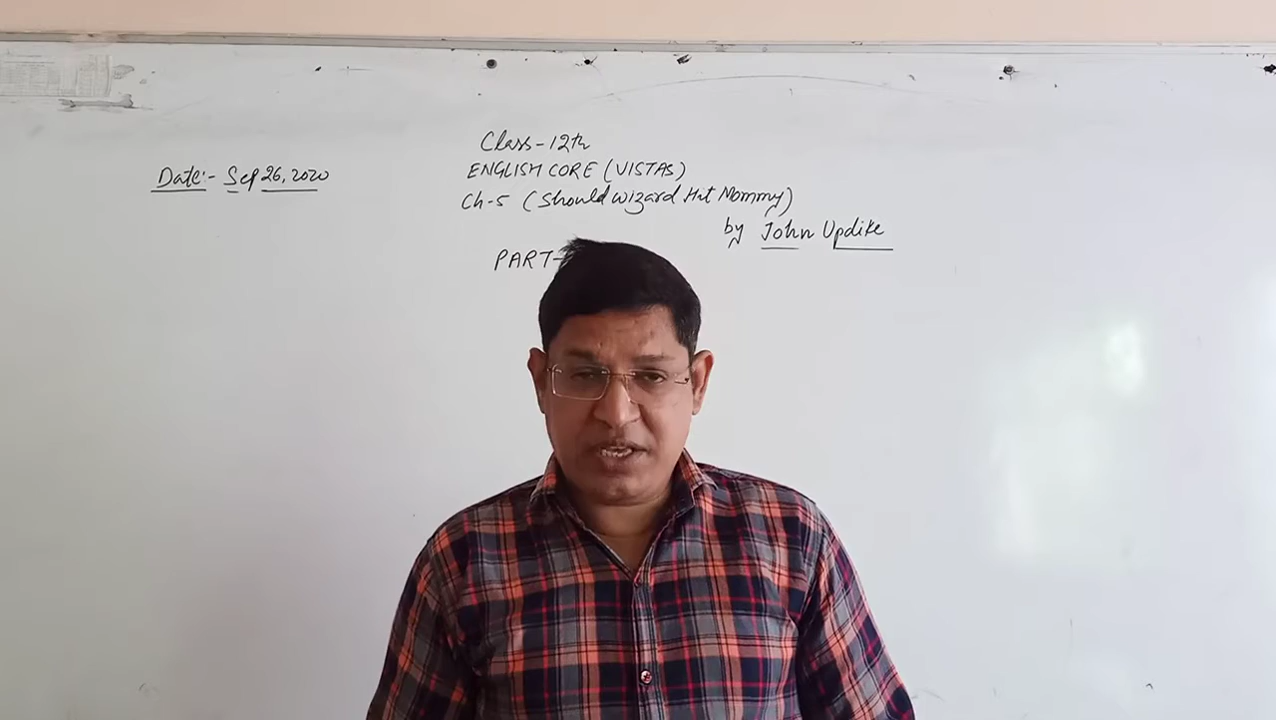 Class-12th
Date:- Sep 26, 2020
ENGLISH CORE (VISTAS)
Ch-5 (Should wizard Hit Mommy)
by John Updike
PART-